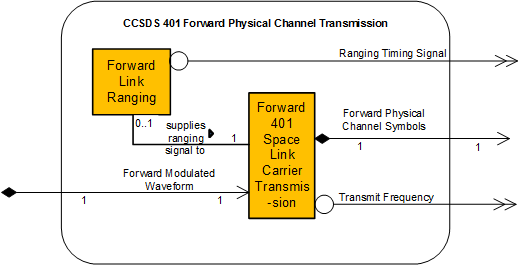 CCSDS 401 Forward Physical Channel Transmission
Ranging Timing Signal
Forward
Link
Ranging
0..1
supplies
ranging
signal to
1
Forward
401
Space
Link
Carrier
Transmis
-sion
Forward Physical
Channel Symbols
1
1
Forward Modulated
Waveform
1
1
Transmit Frequency